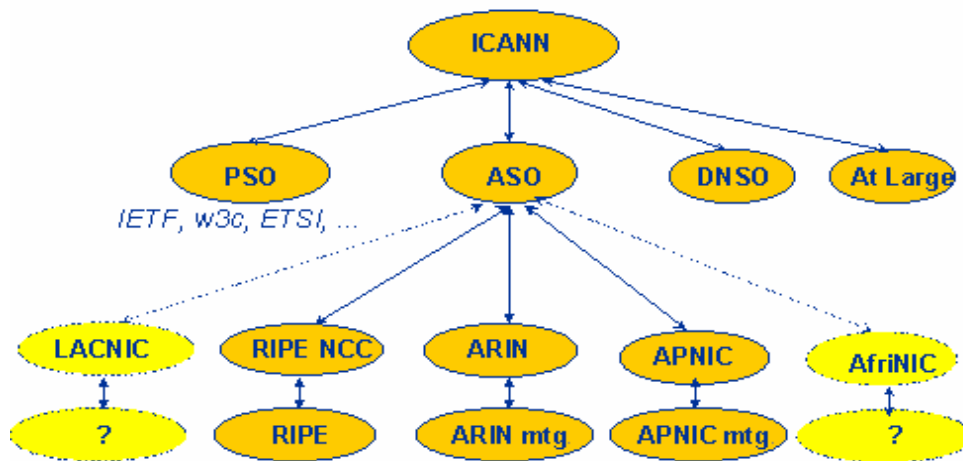 ICANN
PSO
ASO
DNSO
At Large
IETF, w3c, ETSI, ...
LACNIC
RIPE NCC
ARIN
APNIC
AfriNIC
?
RIPE
ARIN mtg.
APNIC mtg.
?